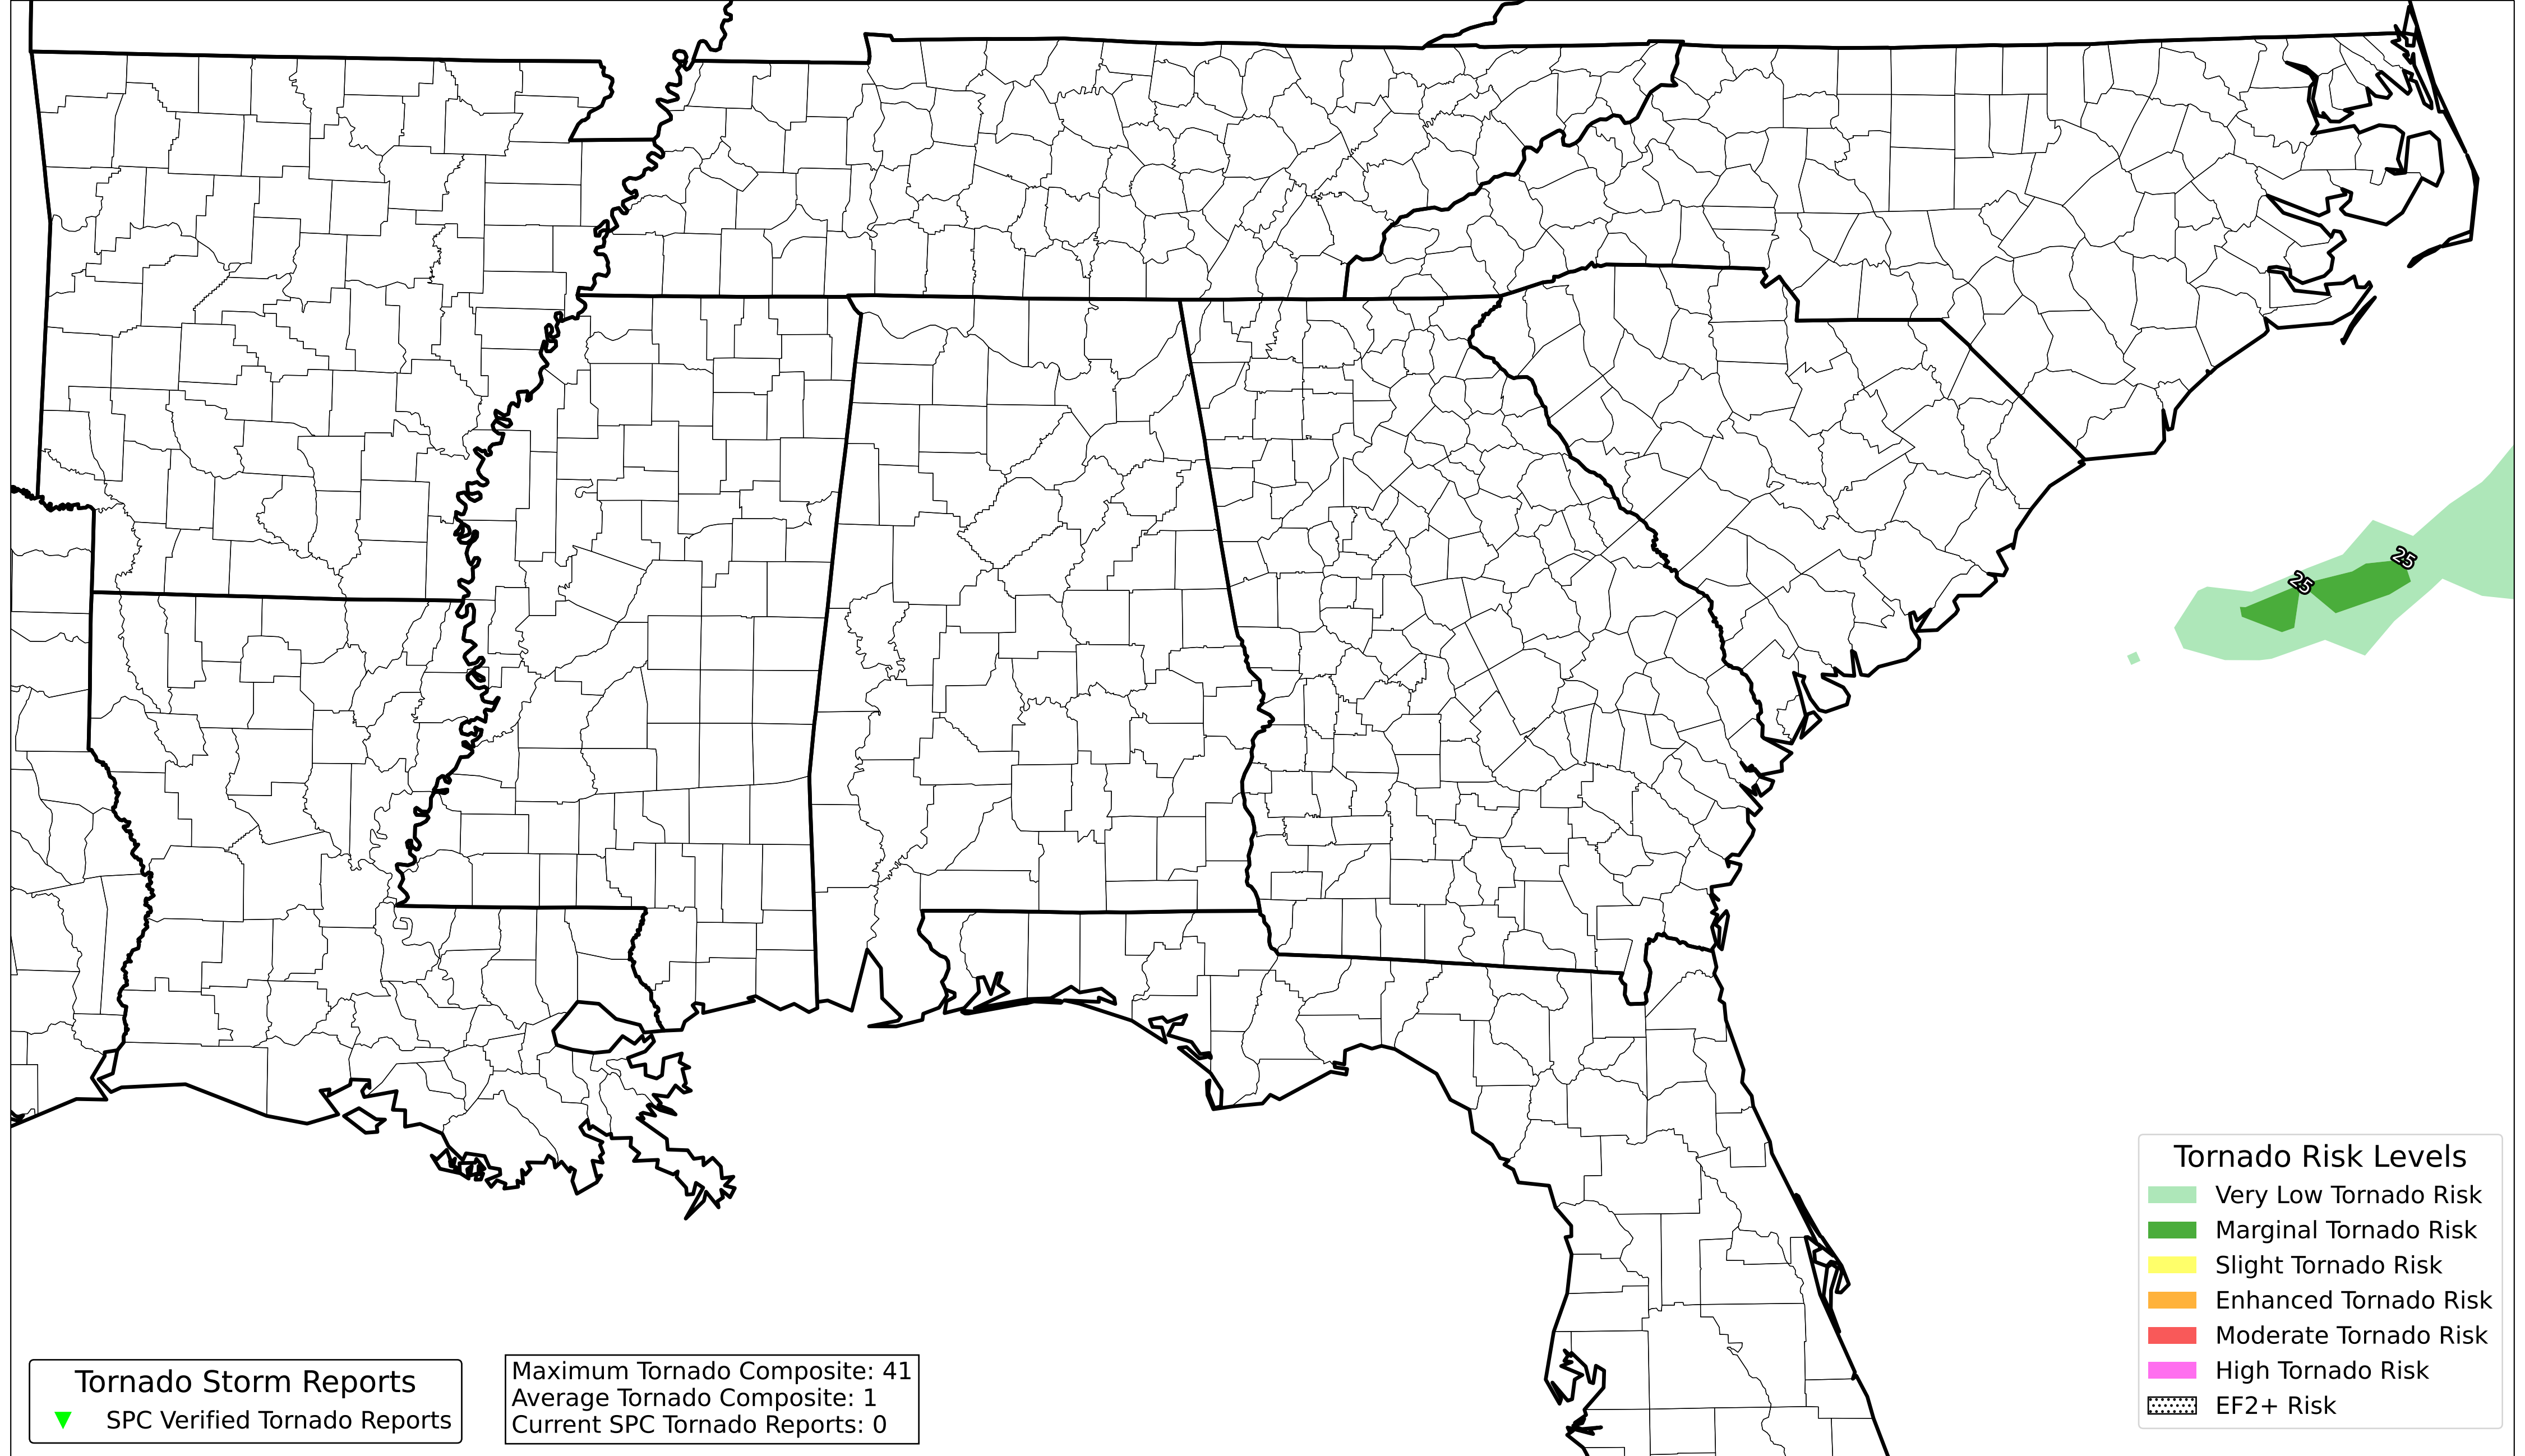 25
25
Tornado Risk Levels
Very Low Tornado Risk
Marginal Tornado Risk
Slight Tornado Risk
Enhanced Tornado Risk
Moderate Tornado Risk
High Tornado Risk
EF2+ Risk
Tornado Storm Reports
SPC Verified Tornado Reports
Maximum Tornado Composite: 41
Average Tornado Composite: 1
Current SPC Tornado Reports: 0